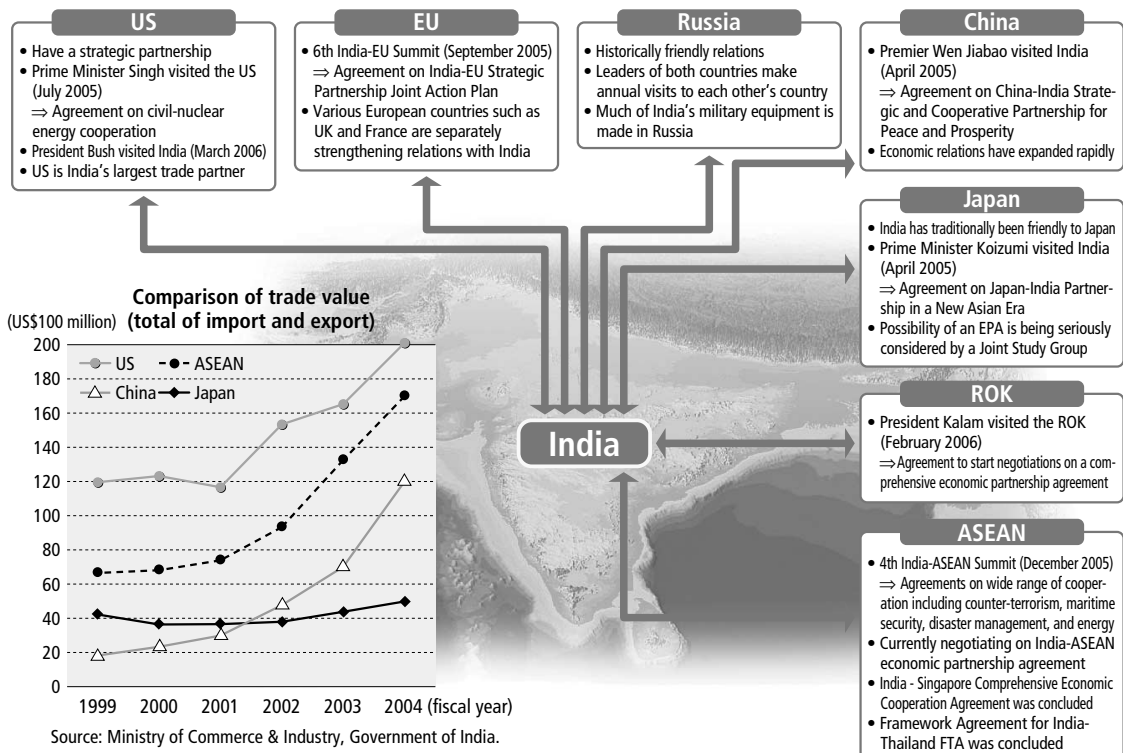 US
• Have a strategic partnership
• Prime Minister Singh visited the US
(July 2005)
⇒ Agreement on civil-nuclear
energy cooperation
• President Bush visited India (March 2006)
• US is India's largest trade partner
EU
• 6th India-EU Summit (September 2005)
⇒ Agreement on India-EU Strategic
Partnership Joint Action Plan
• Various European countries such as
UK and France are separately
strengthening relations with India
Russia
• Historically friendly relations
• Leaders of both countries make
annual visits to each other's country
• Much of India's military equipment is
made in Russia
China
• Premier Wen Jiabao visited India
(April 2005)
⇒ Agreement on China-India Strate-
gic and Cooperative Partnership for
Peace and Prosperity
• Economic relations have expanded rapidly
Japan
• India has traditionally been friendly to Japan
• Prime Minister Koizumi visited India
(April 2005)
⇒ Agreement on Japan-India Partner-
ship in a New Asian Era
• Possibility of an EPA is being seriously
considered by a Joint Study Group
ROK
• President Kalam visited the ROK
(February 2006)
⇒ Agreement to start negotiations on a com-
prehensive economic partnership agreement
ASEAN
• 4th India-ASEAN Summit (December 2005)
⇒ Agreements on wide range of cooper-
ation including counter-terrorism, maritime
security, disaster management, and energy
• Currently negotiating on India-ASEAN
economic partnership agreement
• India - Singapore Comprehensive Economic
Cooperation Agreement was concluded
• Framework Agreement for India-
Thailand FTA was concluded
India
Comparison of trade value
(total of import and export)
(US$100 million)
200
180
160
140
120
100
80
60
40
20
0
US ASEAN
China Japan
1999 2000 2001 2002 2003 2004 (fiscal year)
Source: Ministry of Commerce & Industry, Government of India.